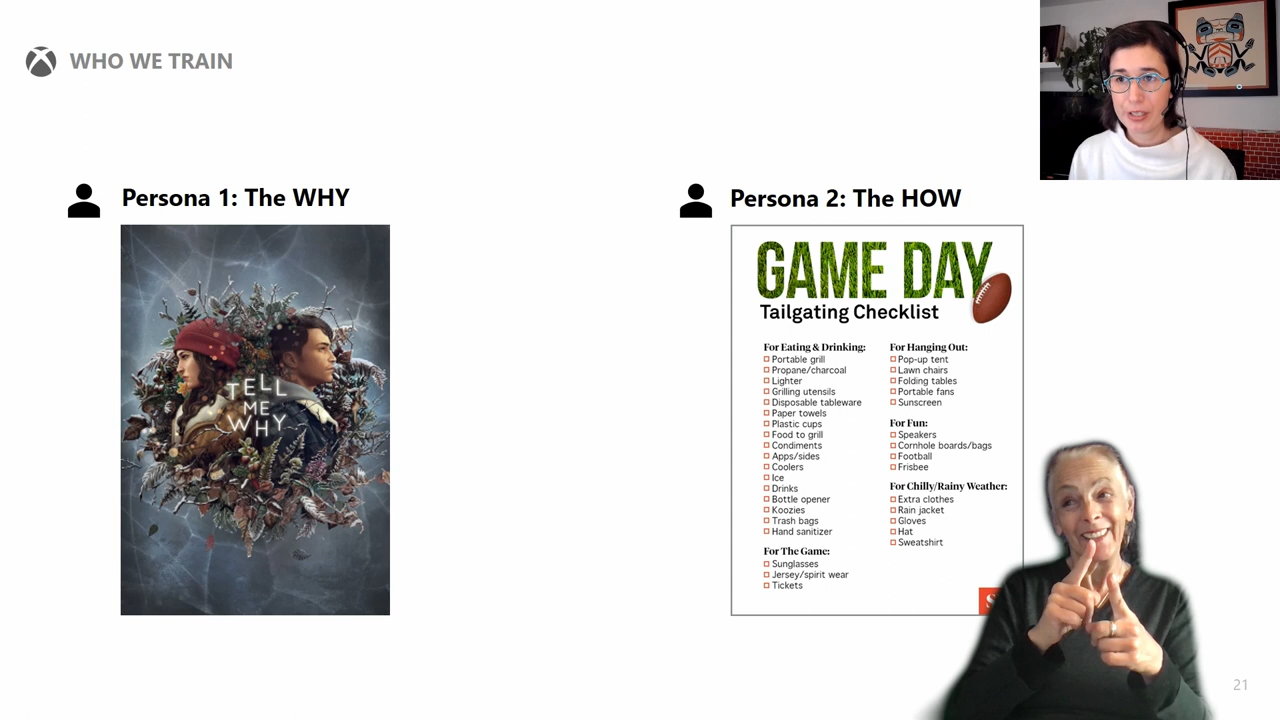 WHO WE TRAIN
Persona 1: The WHY
TELL
ME
WHY
Persona 2: The HOW
GAME DAY
Tailgating Checklist
For Eating & Drinking:
Portable grill
Propane/charcoal
Lighter
Grilling utensils
Disposable tableware
Paper towels
Plastic cups
Food to grill
Condiments
Apps/sides
Coolers
Ice
Drinks
Bottle opener
Koozies
Trash bags
Hand sanitizer
For The Game:
Sunglasses
Jersey/spirit wear
Tickets
For Hanging Out:
Pop-up tent
Lawn chairs
Folding tables
Portable fans
Sunscreen
For Fun:
Speakers
Cornhole boards/bags
Football
Frisbee
For Chilly/Rainy Weather:
Extra clothes
Rain jacket
Gloves
Hat
Sweatshirt
21